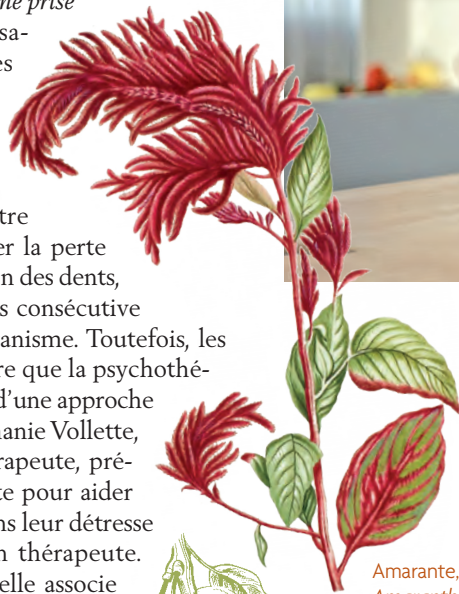 ne prise
sa-
es
tre
er la perte
n des dents,
s consécutive
anisme. Toutefois, les
re que la psychothé-
d’une approche
anie Vollette,
rapeute, pré-
te pour aider
ns leur détresse
n thérapeute.
elle associe
Amarante,